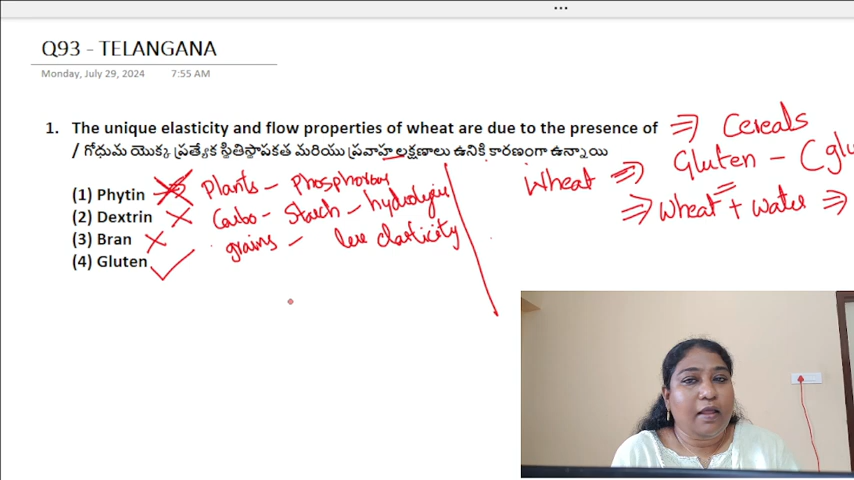 Q93 - TELANGANA
Monday, July 29, 2024 7:55 AM
1. The unique elasticity and flow properties of wheat are due to the presence of ⇒ Cereals
/ గోధుమ యొక్క ప్రత్యేక స్థితిస్థాపకత మరియు ప్రవాహ లక్షణాలు ఉనికి కారణంగా ఉన్నాయి
Wheat ⇒ Gluten - (glu
(1) Phytin Plants - Phosphorous
⇒ Wheat + water ⇒
(2) Dextrin Carbo - Starch - hydrolysis
(3) Bran grains - less elasticity
(4) Gluten